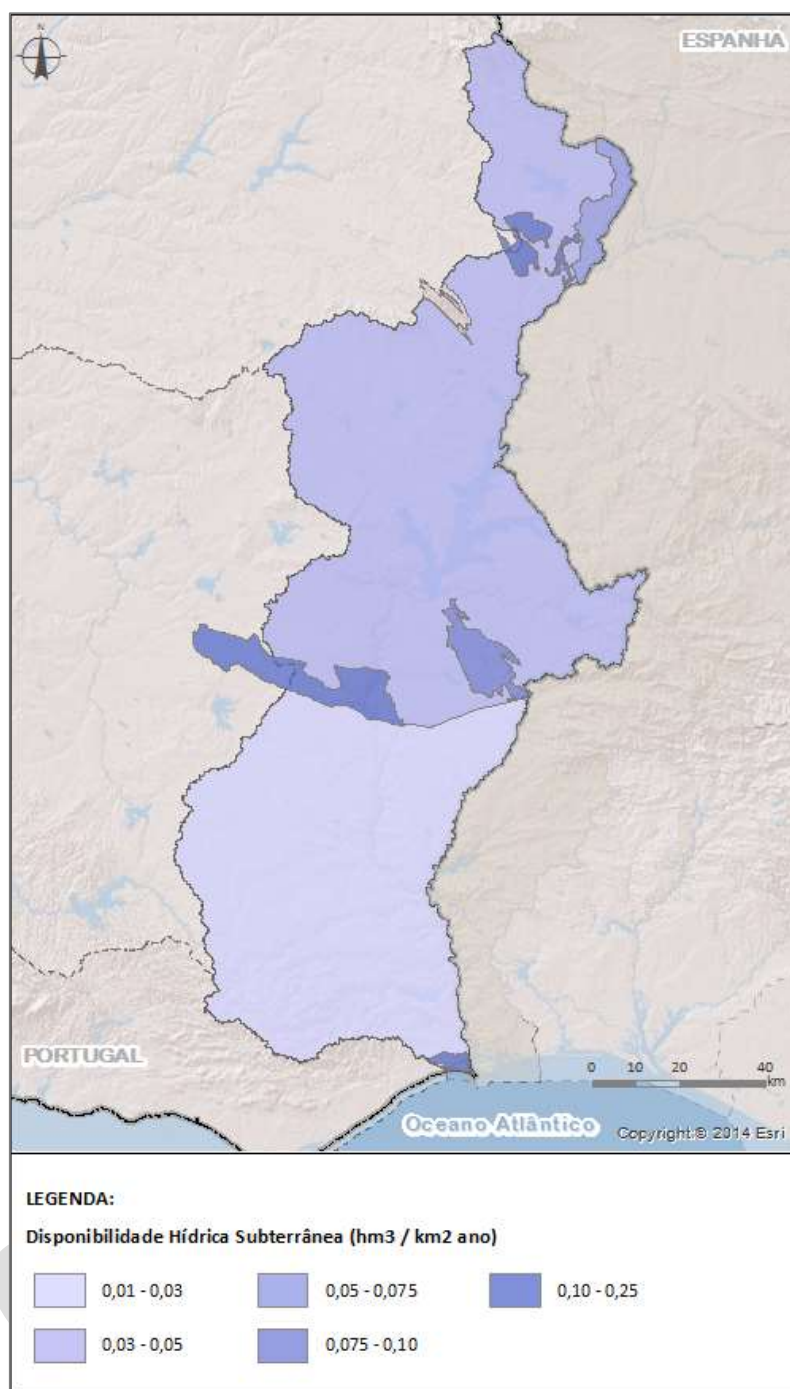 ESPANHA
N
PORTUGAL
0 10 20 40
km
Oceano Atlântico
Copyright:© 2014 Esri
LEGENDA:
Disponibilidade Hídrica Subterrânea (hm3 / km2 ano)
0,01 - 0,03
0,05 - 0,075
0,10 - 0,25
0,03 - 0,05
0,075 - 0,10